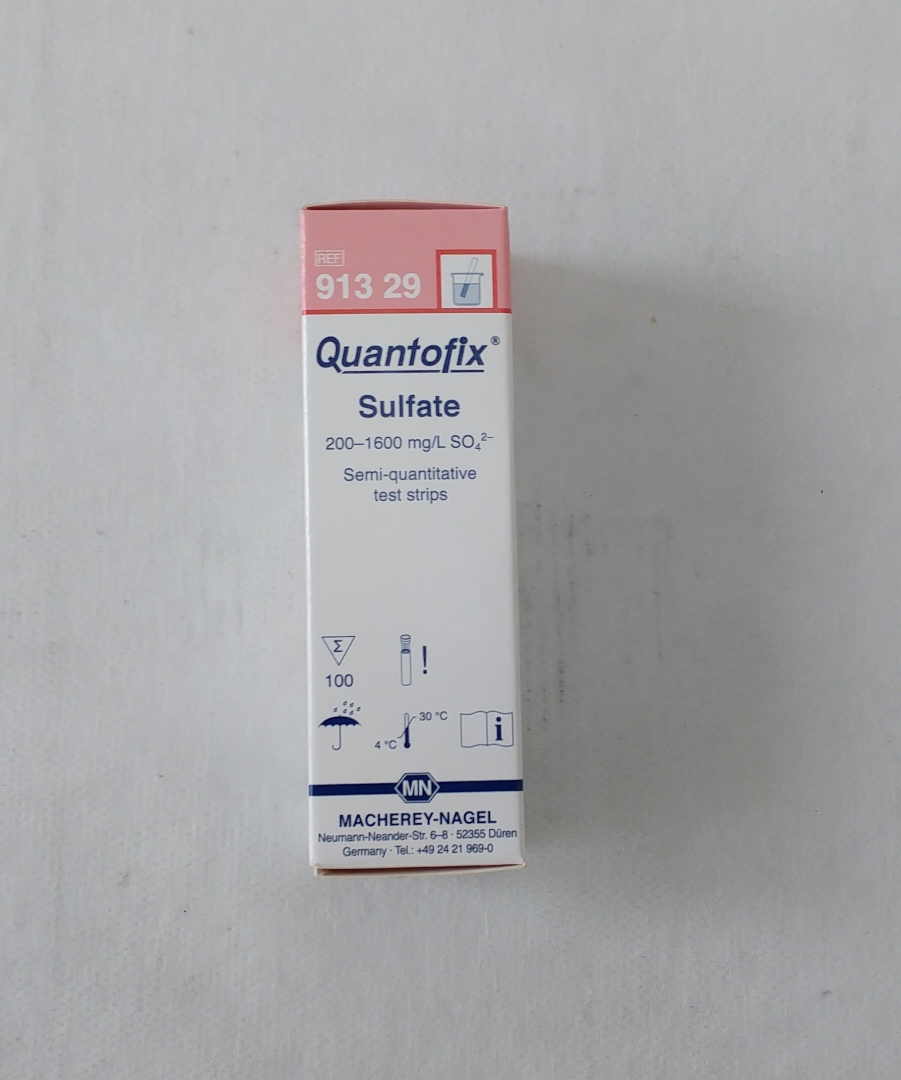 REF
913 29
Quantofix®
Sulfate
200–1600 mg/L SO₄²⁻
Semi-quantitative
test strips
Σ
100
!
30 °C
4 °C
i
MN
MACHEREY-NAGEL
Neumann-Neander-Str. 6–8 · 52355 Düren
Germany · Tel.: +49 24 21 969-0